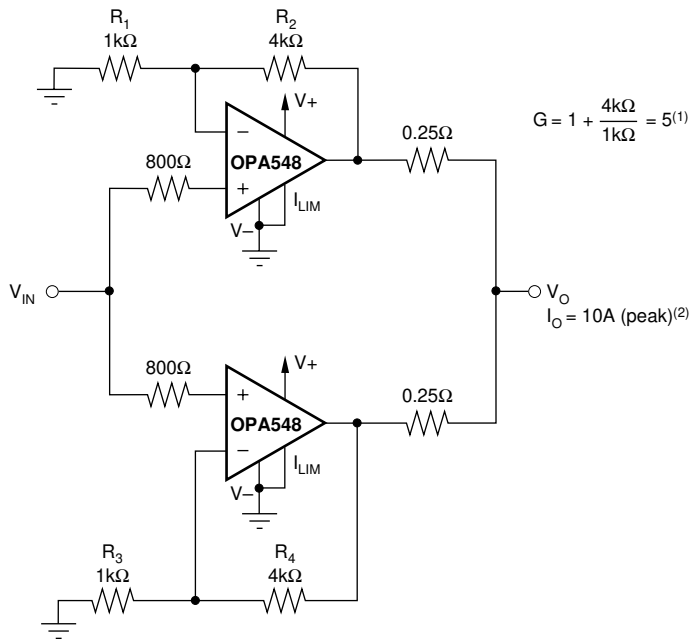 R1
1kΩ
R2
4kΩ
V+
G = 1 + 4kΩ / 1kΩ = 5(1)
0.25Ω
−
OPA548
+
800Ω
ILIM
V−
VIN
VO
IO = 10A (peak)(2)
800Ω
V+
0.25Ω
+
OPA548
−
ILIM
V−
R3
1kΩ
R4
4kΩ